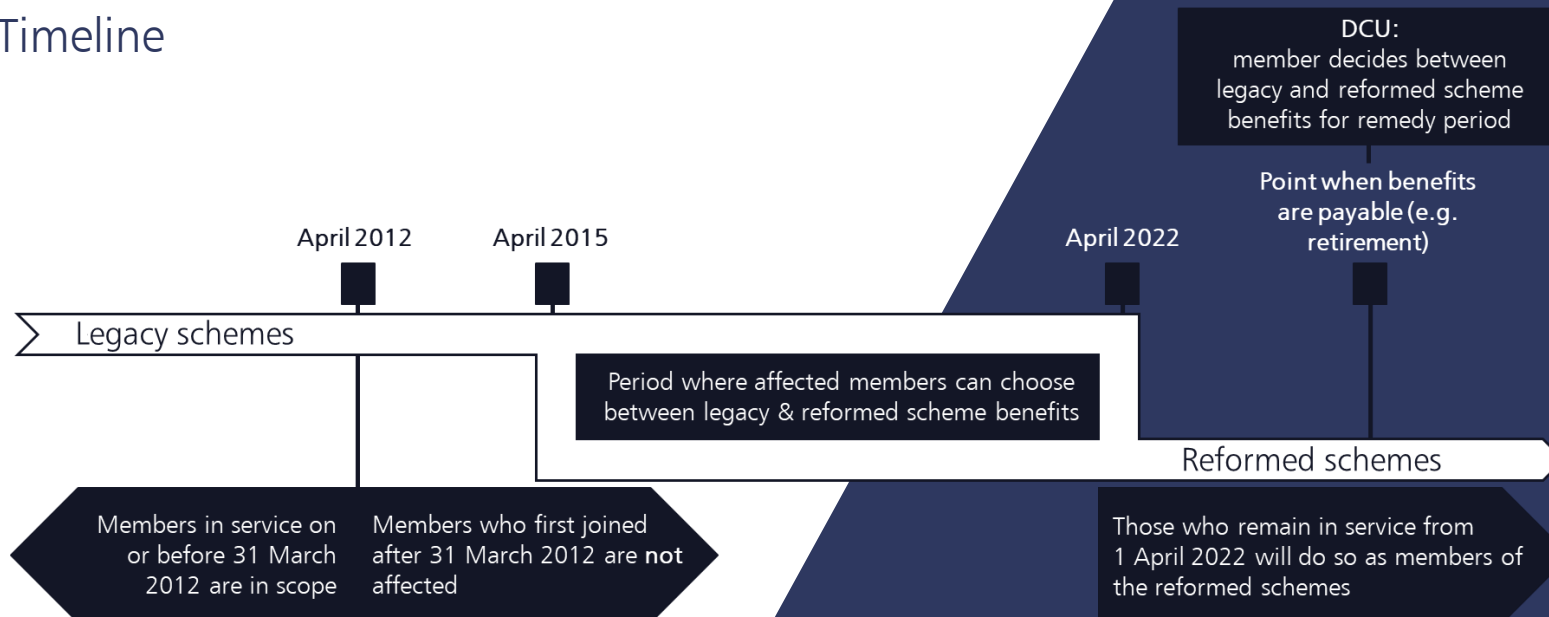 Timeline
DCU:
member decides between
legacy and reformed scheme
benefits for remedy period
Point when benefits
are payable (e.g.
retirement)
April 2012
April 2015
April 2022
Legacy schemes
Period where affected members can choose
between legacy & reformed scheme benefits
Reformed schemes
Members in service on
or before 31 March
2012 are in scope
Members who first joined
after 31 March 2012 are not
affected
Those who remain in service from
1 April 2022 will do so as members of
the reformed schemes